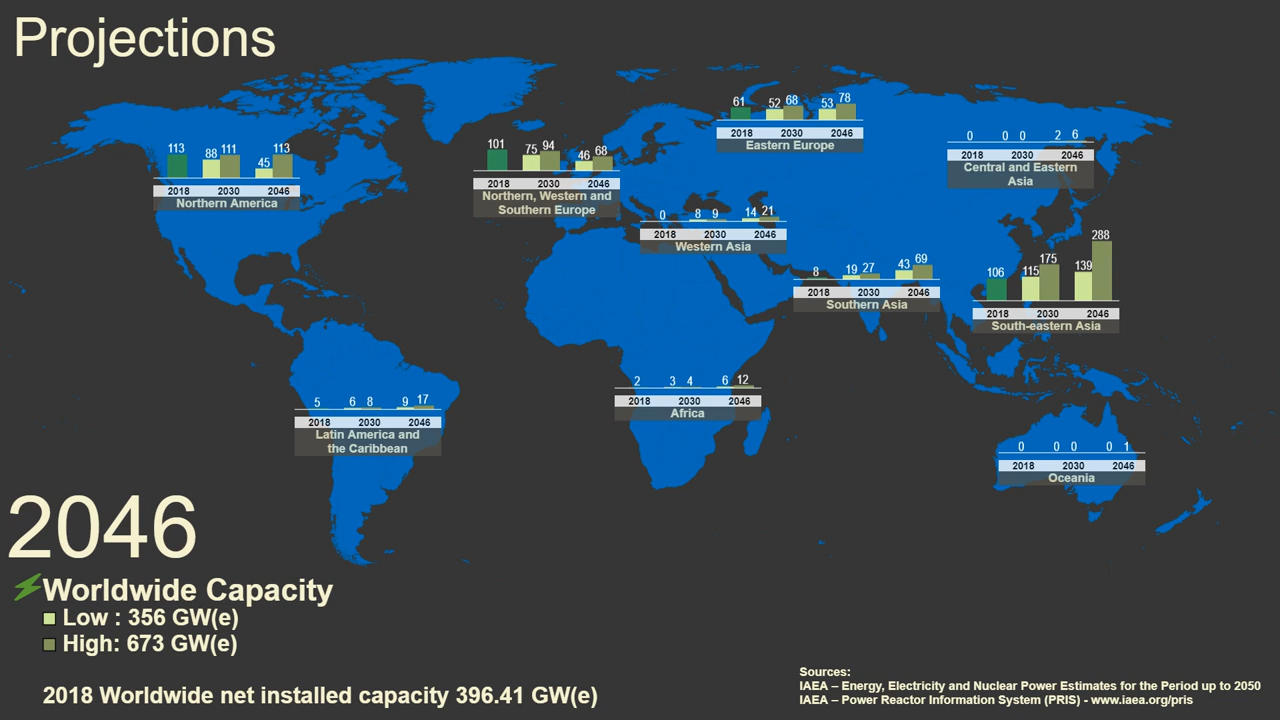 Projections
113
88 111
45 113
2018 2030 2046
Northern America
101
75 94
46 68
2018 2030 2046
Northern, Western and
Southern Europe
61
52 68
53 78
2018 2030 2046
Eastern Europe
0
0 0
2 6
2018 2030 2046
Central and Eastern
Asia
0
8 9
14 21
2018 2030 2046
Western Asia
8
19 27
43 69
2018 2030 2046
Southern Asia
106
115 175
139 288
2018 2030 2046
South-eastern Asia
5
6 8
9 17
2018 2030 2046
Latin America and
the Caribbean
2
3 4
6 12
2018 2030 2046
Africa
0
0 0
0 1
2018 2030 2046
Oceania
2046
Worldwide Capacity
Low : 356 GW(e)
High: 673 GW(e)
2018 Worldwide net installed capacity 396.41 GW(e)
Sources:
IAEA – Energy, Electricity and Nuclear Power Estimates for the Period up to 2050
IAEA – Power Reactor Information System (PRIS) - www.iaea.org/pris